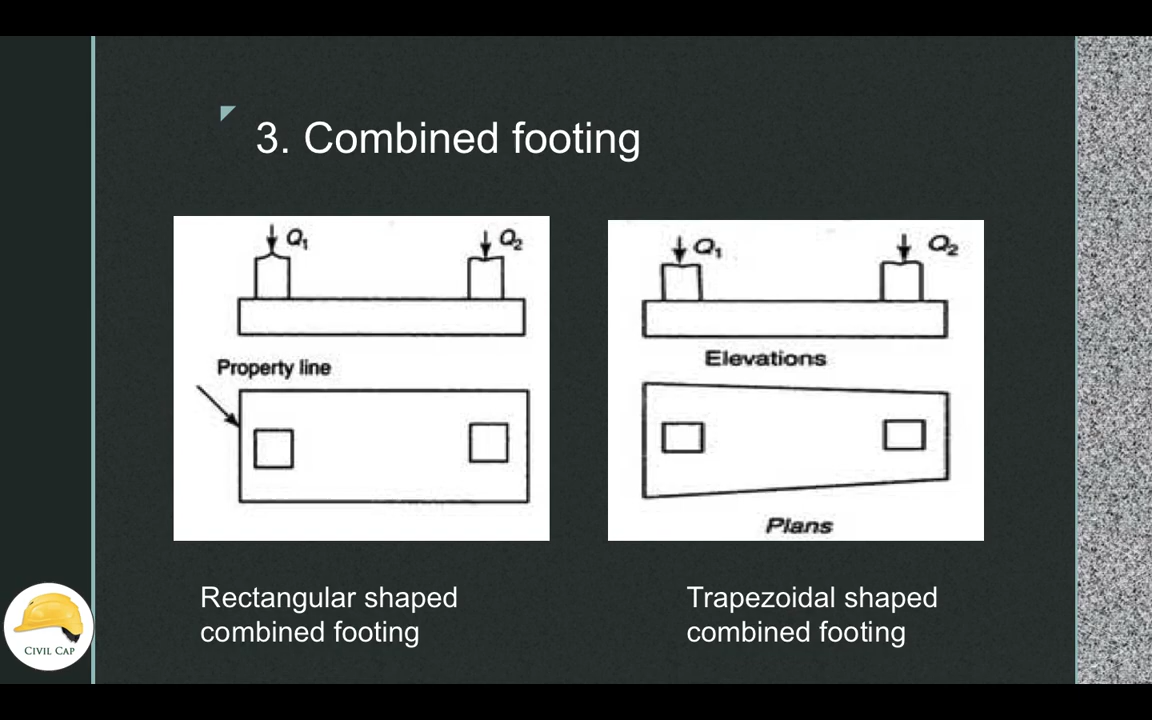 3. Combined footing
Q1
Q2
Property line
Q1
Q2
Elevations
Plans
Rectangular shaped
combined footing
Trapezoidal shaped
combined footing
CIVIL CAP